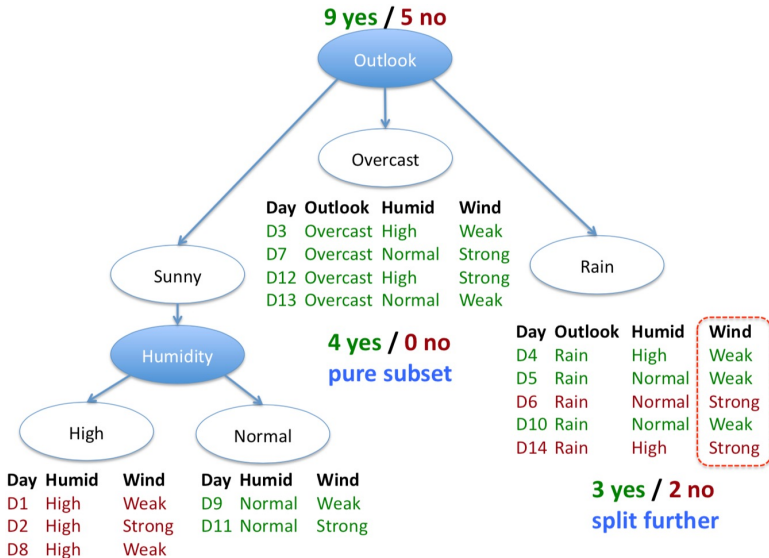 9 yes / 5 no
Outlook
Overcast
Day Outlook Humid Wind
D3 Overcast High Weak
D7 Overcast Normal Strong
D12 Overcast High Strong
D13 Overcast Normal Weak
4 yes / 0 no
pure subset
Sunny
Humidity
High
Normal
Day Humid Wind
D1 High Weak
D2 High Strong
D8 High Weak
Day Humid Wind
D9 Normal Weak
D11 Normal Strong
Rain
Day Outlook Humid Wind
D4 Rain High Weak
D5 Rain Normal Weak
D6 Rain Normal Strong
D10 Rain Normal Weak
D14 Rain High Strong
3 yes / 2 no
split further